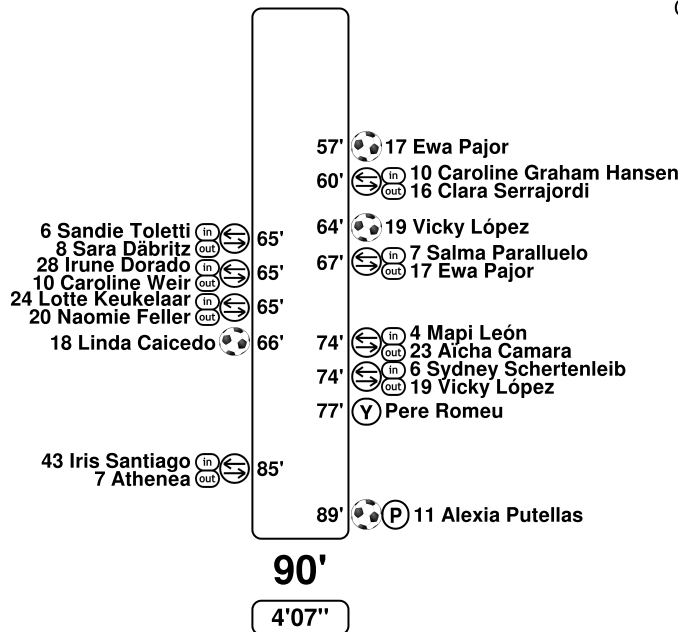 57' 17 Ewa Pajor
60' in 10 Caroline Graham Hansen
out 16 Clara Serrajordi
64' 19 Vicky López
6 Sandie Toletti in 65'
8 Sara Däbritz out
67' in 7 Salma Paralluelo
out 17 Ewa Pajor
28 Irune Dorado in 65'
10 Caroline Weir out
24 Lotte Keukelaar in 65'
20 Naomie Feller out
18 Linda Caicedo 66'
74' in 4 Mapi León
out 23 Aïcha Camara
74' in 6 Sydney Schertenleib
out 19 Vicky López
77' Y Pere Romeu
43 Iris Santiago in 85'
7 Athenea out
89' P 11 Alexia Putellas
90'
4'07"